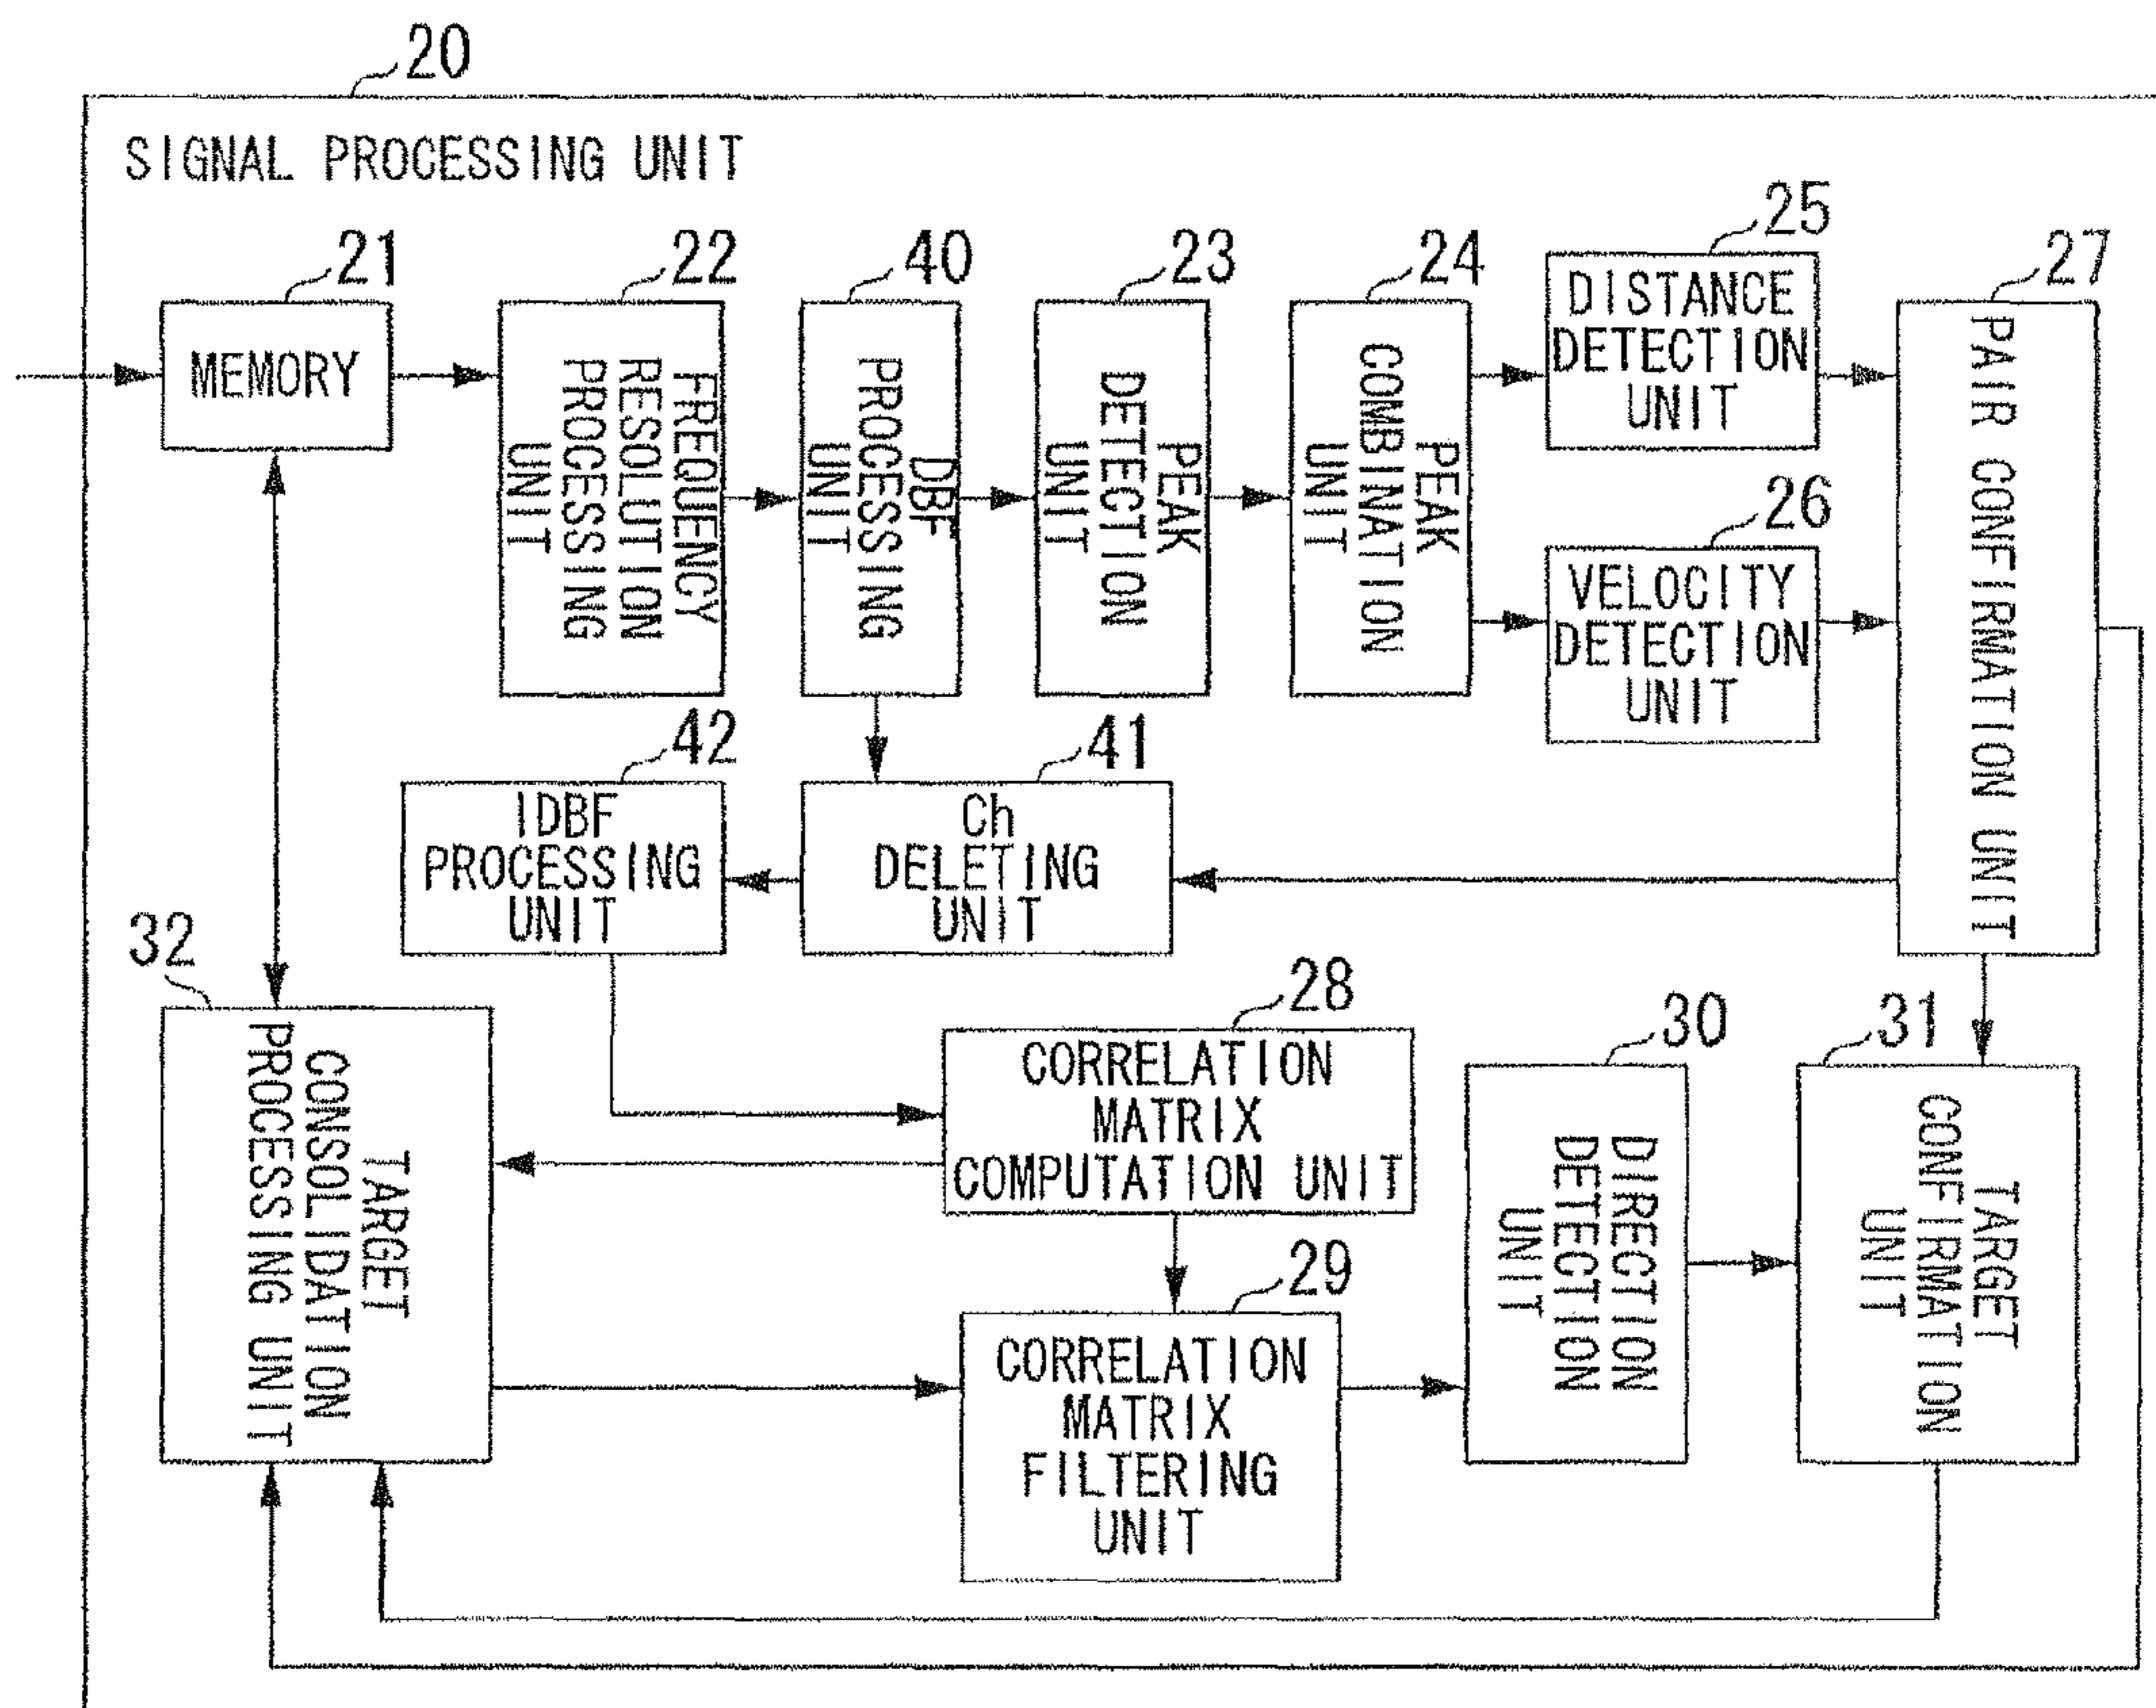 20
SIGNAL PROCESSING UNIT
21
MEMORY
22
FREQUENCY
RESOLUTION
PROCESSING
UNIT
40
DBF
PROCESSING
UNIT
23
PEAK
DETECTION
UNIT
24
PEAK
COMBINATION
UNIT
25
DISTANCE
DETECTION
UNIT
26
VELOCITY
DETECTION
UNIT
27
PAIR CONFIRMATION UNIT
42
IDBF
PROCESSING
UNIT
41
Ch
DELETING
UNIT
32
TARGET
CONSOLIDATION
PROCESSING UNIT
28
CORRELATION
MATRIX
COMPUTATION UNIT
29
CORRELATION
MATRIX
FILTERING
UNIT
30
DIRECTION
DETECTION
UNIT
31
TARGET
CONFIRMATION
UNIT